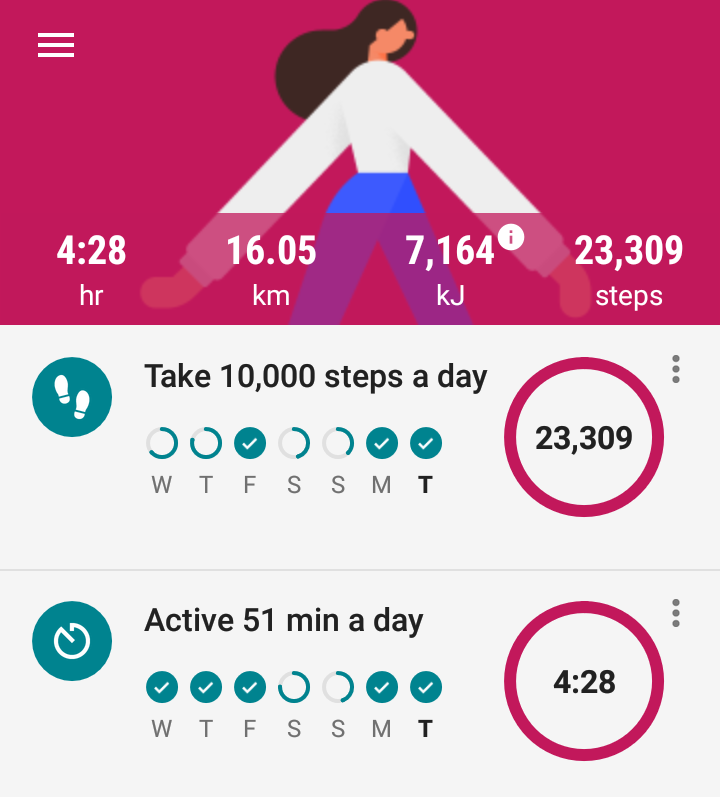 4:28 16.05 7,164 23,309
hr km kJ steps
Take 10,000 steps a day
23,309
W T F S S M T
Active 51 min a day
4:28
W T F S S M T